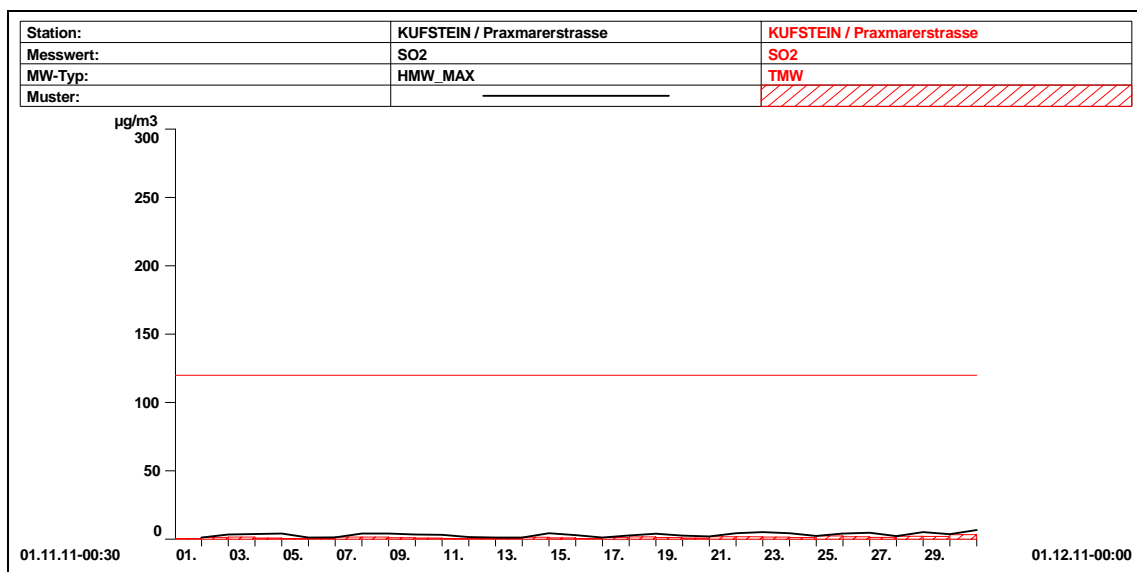 Station: KUFSTEIN / Praxmarerstrasse KUFSTEIN / Praxmarerstrasse
Messwert: SO2 SO2
MW-Typ: HMW_MAX TMW
Muster:
µg/m3
300
250
200
150
100
50
0
01.11.11-00:30 01. 03. 05. 07. 09. 11. 13. 15. 17. 19. 21. 23. 25. 27. 29. 01.12.11-00:00